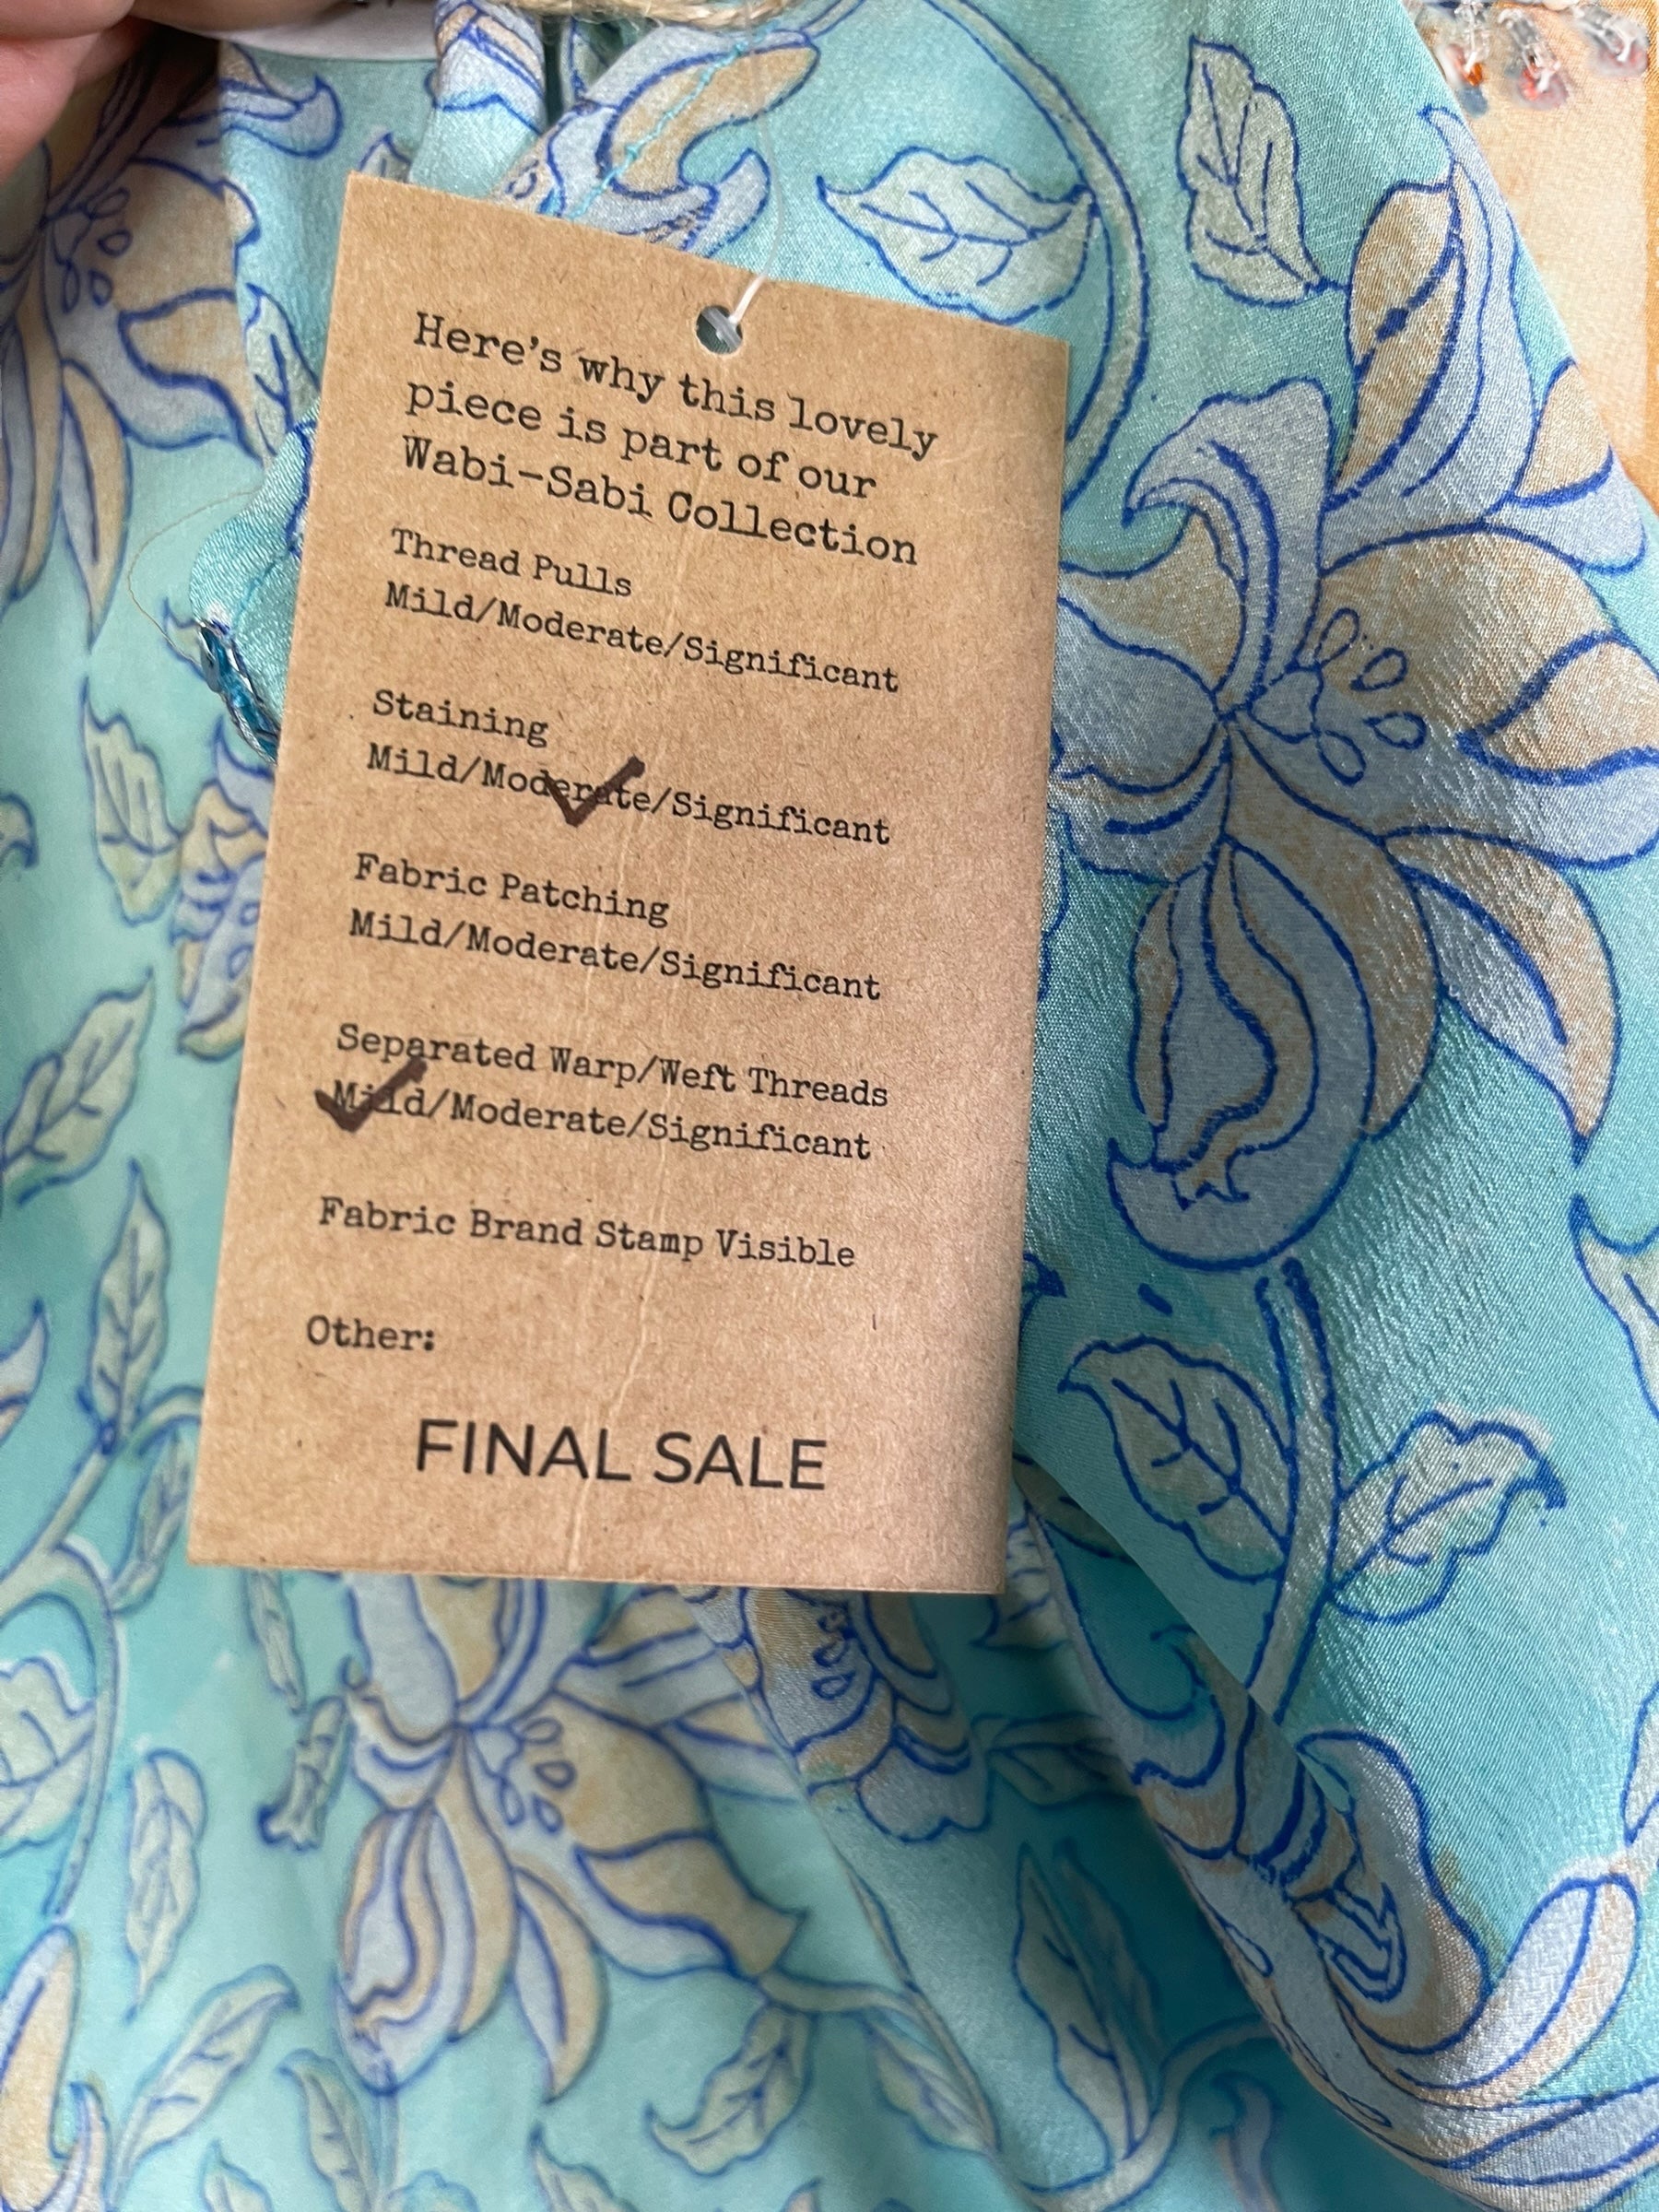 Here's why this lovely
piece is part of our
Wabi-Sabi Collection
Thread Pulls
Mild/Moderate/Significant
Staining
Mild/Moderate/Significant
Fabric Patching
Mild/Moderate/Significant
Separated Warp/Weft Threads
Mild/Moderate/Significant
Fabric Brand Stamp Visible
Other:
FINAL SALE